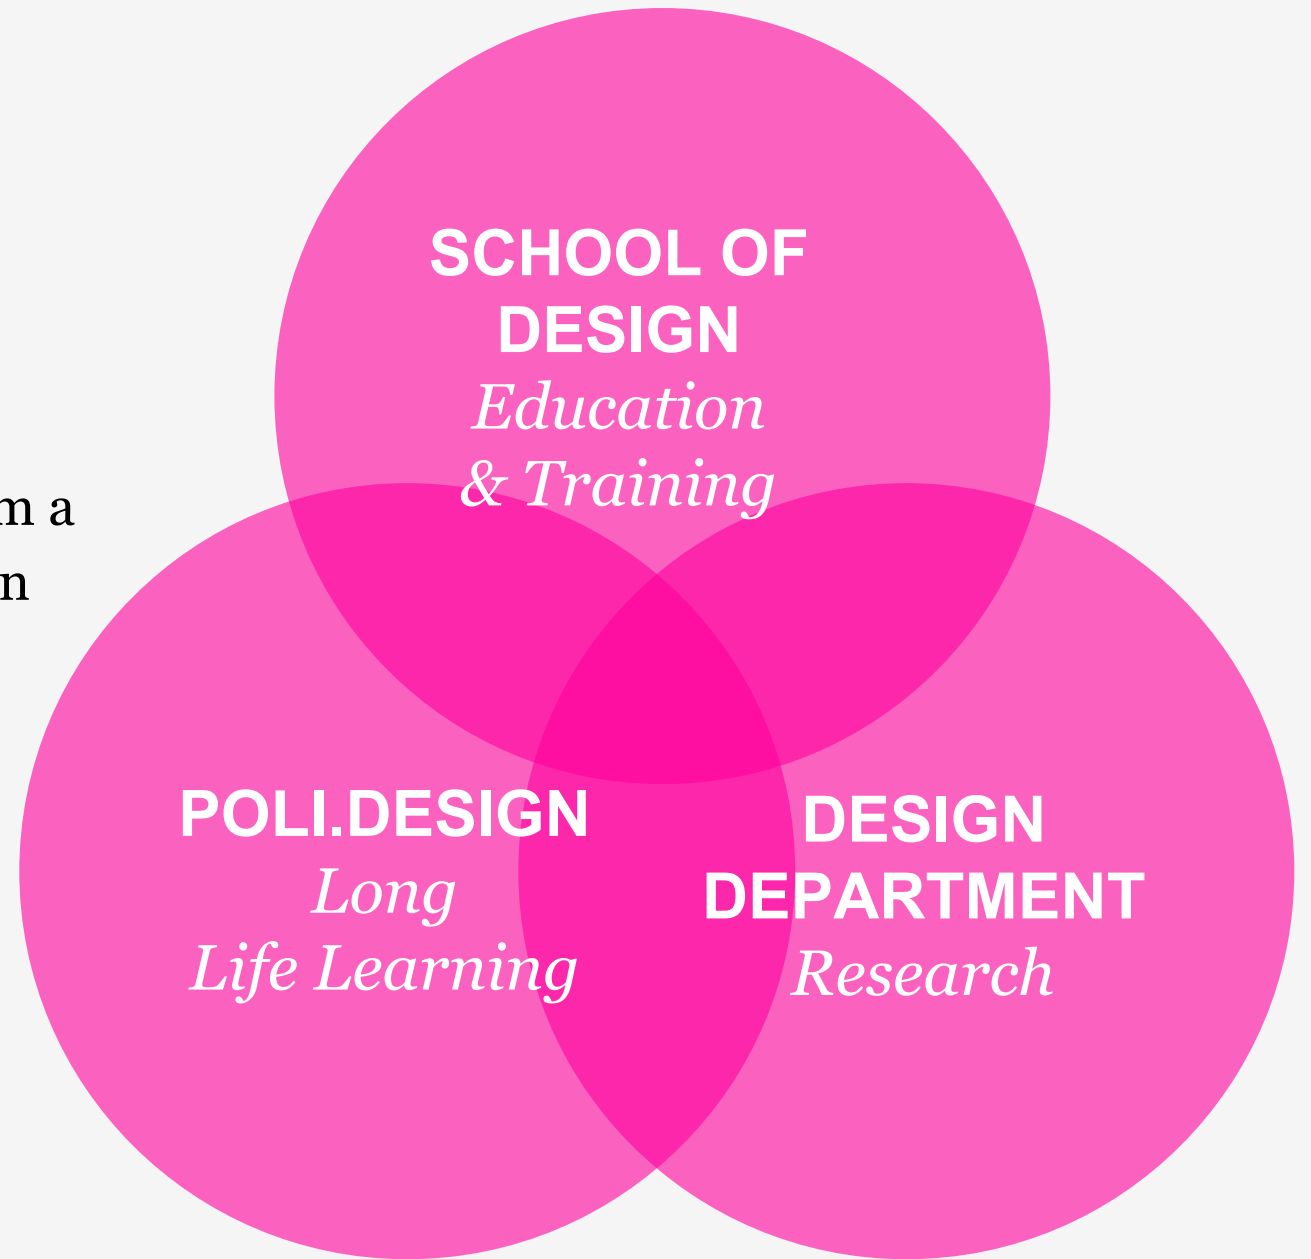 SCHOOL OF
DESIGN
Education
& Training
m a
n
POLI.DESIGN
Long
Life Learning
DESIGN
DEPARTMENT
Research